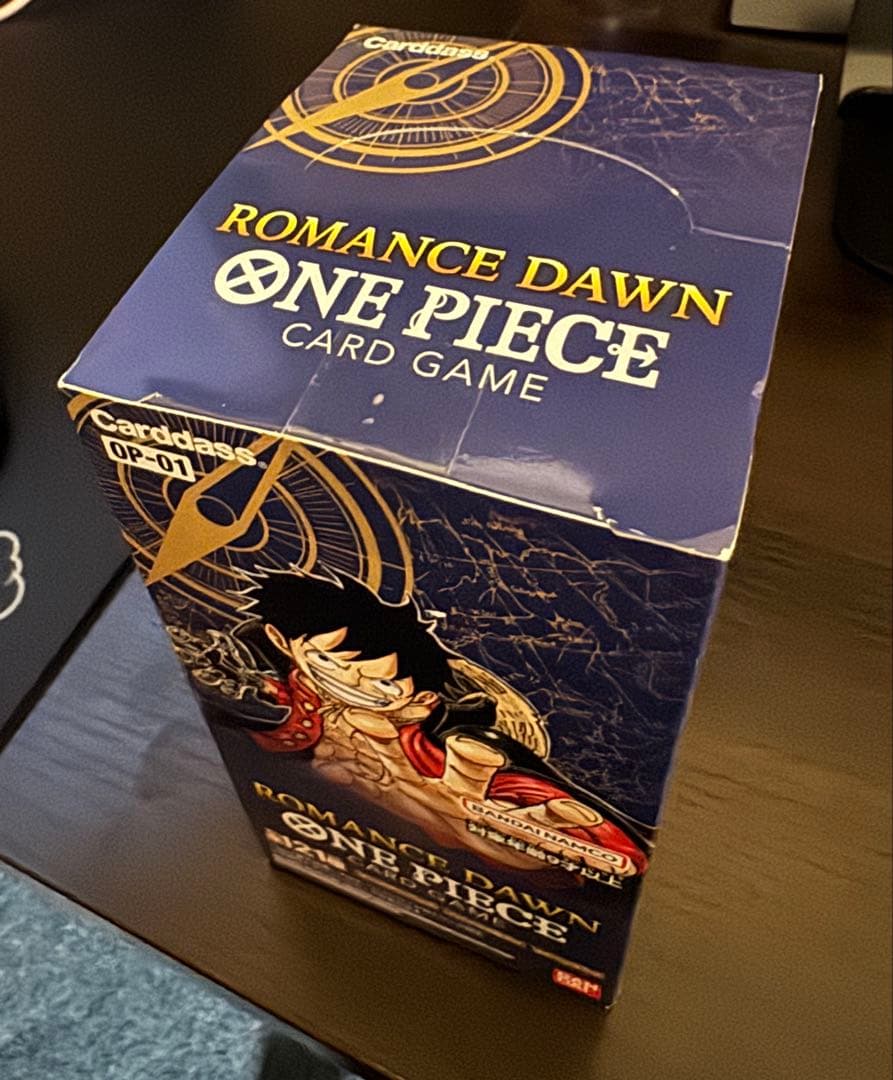 Carddass
ROMANCE DAWN
ONE PIECE
CARD GAME
Carddass®
OP-01
BANDAI NAMCO
ROMANCE DAWN
ONE PIECE
CARD GAME